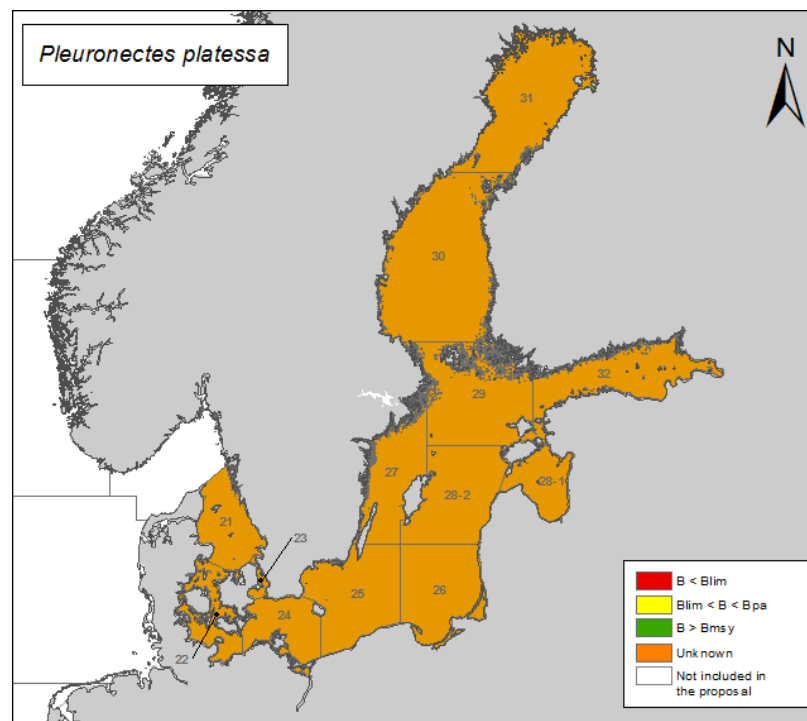 Pleuronectes platessa
N
31
30
32
29
27
28-2
28-1
21
23
25
26
24
22
B < Blim
Blim < B < Bpa
B > Bmsy
Unknown
Not included in
the proposal